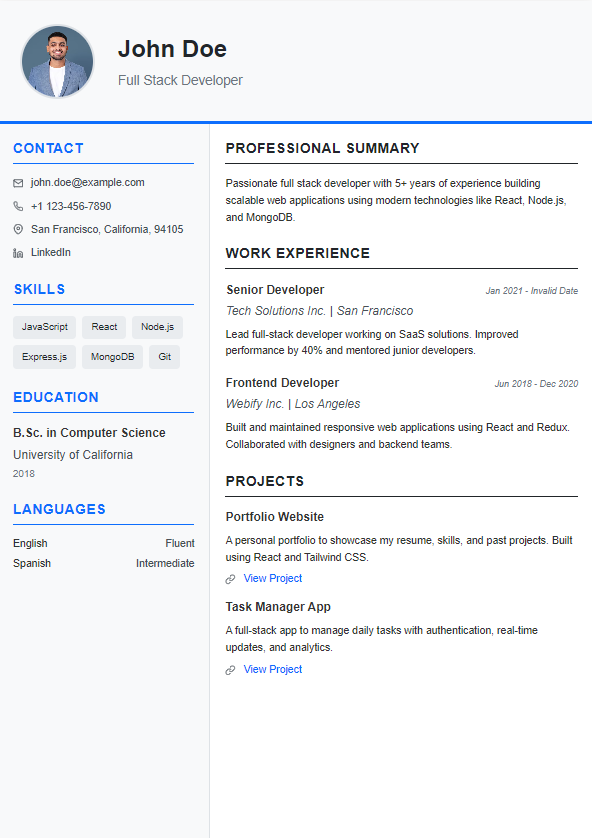 John Doe
Full Stack Developer
CONTACT
john.doe@example.com
+1 123-456-7890
San Francisco, California, 94105
LinkedIn
SKILLS
JavaScript React Node.js
Express.js MongoDB Git
EDUCATION
B.Sc. in Computer Science
University of California
2018
LANGUAGES
English Fluent
Spanish Intermediate
PROFESSIONAL SUMMARY
Passionate full stack developer with 5+ years of experience building
scalable web applications using modern technologies like React, Node.js,
and MongoDB.
WORK EXPERIENCE
Senior Developer Jan 2021 - Invalid Date
Tech Solutions Inc. | San Francisco
Lead full-stack developer working on SaaS solutions. Improved
performance by 40% and mentored junior developers.
Frontend Developer Jun 2018 - Dec 2020
Webify Inc. | Los Angeles
Built and maintained responsive web applications using React and Redux.
Collaborated with designers and backend teams.
PROJECTS
Portfolio Website
A personal portfolio to showcase my resume, skills, and past projects. Built
using React and Tailwind CSS.
View Project
Task Manager App
A full-stack app to manage daily tasks with authentication, real-time
updates, and analytics.
View Project